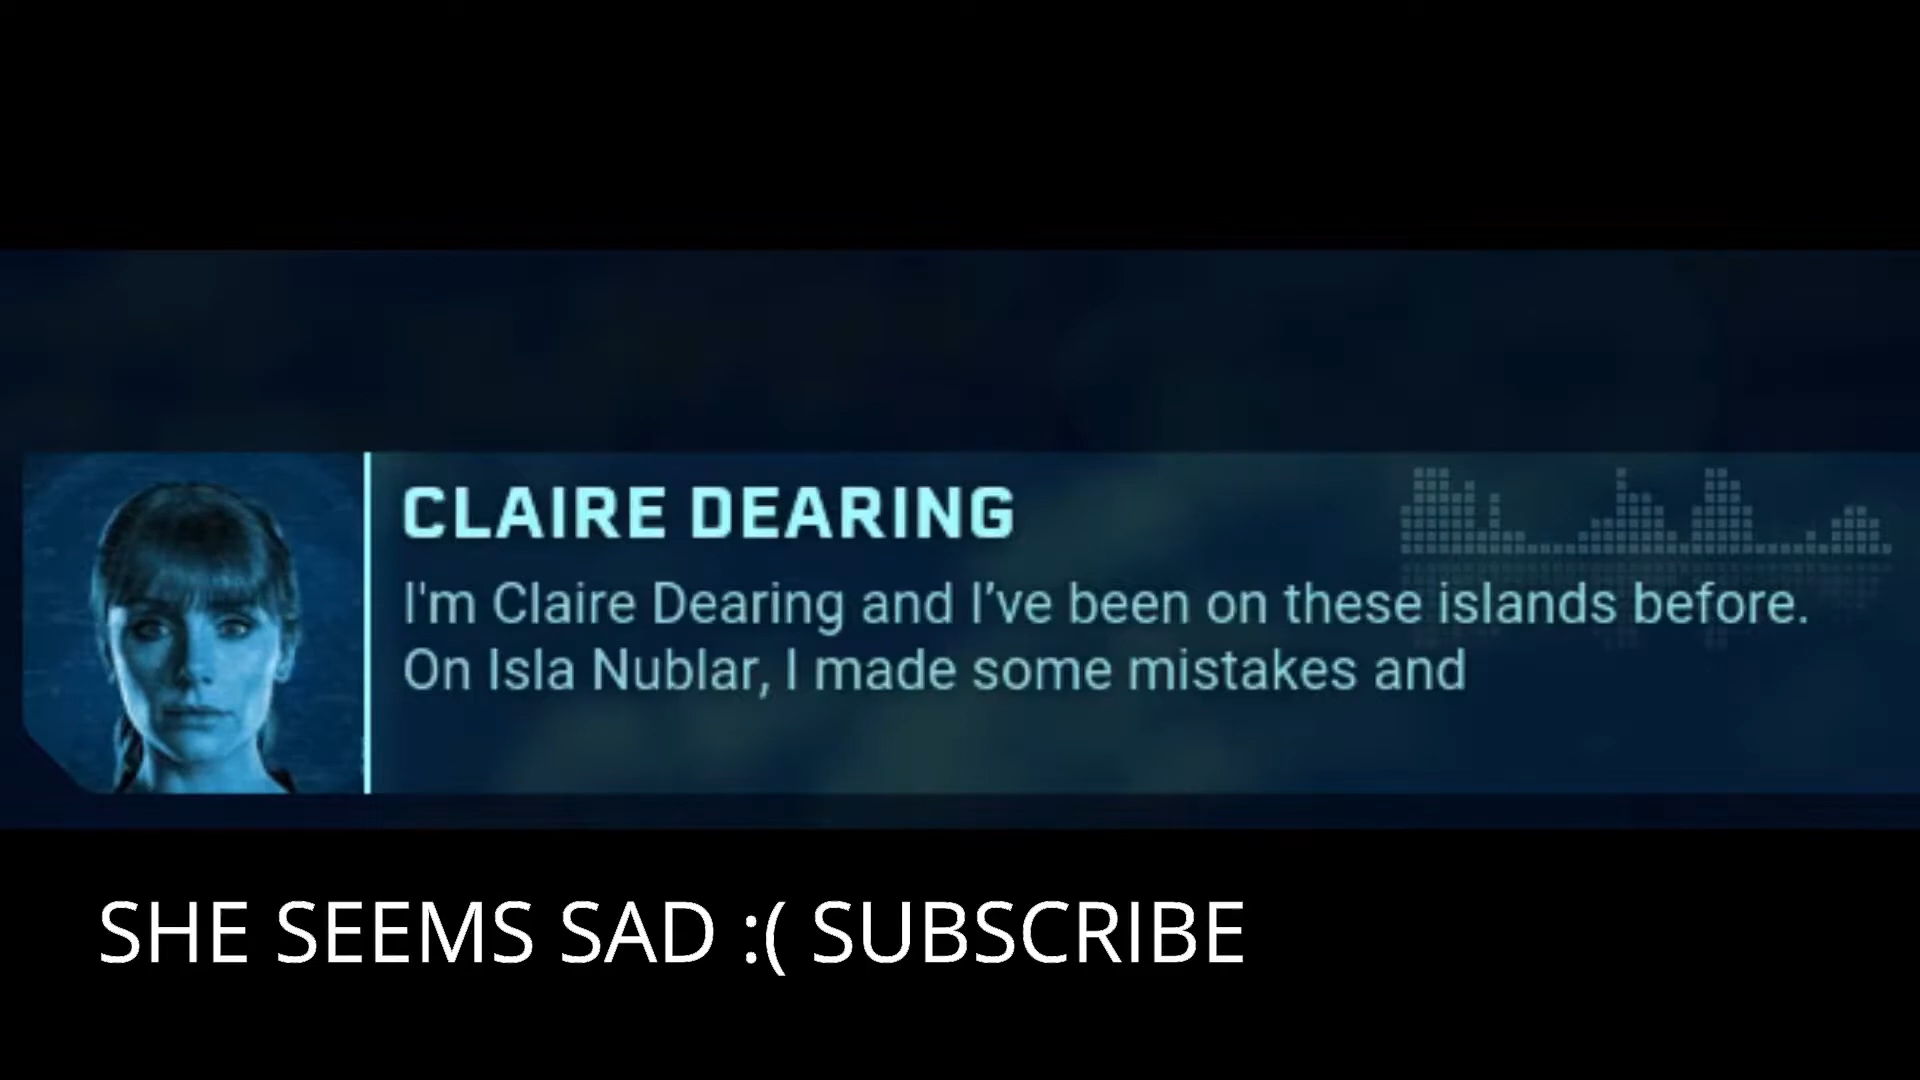 CLAIRE DEARING
I'm Claire Dearing and I’ve been on these islands before.
On Isla Nublar, I made some mistakes and
SHE SEEMS SAD :( SUBSCRIBE